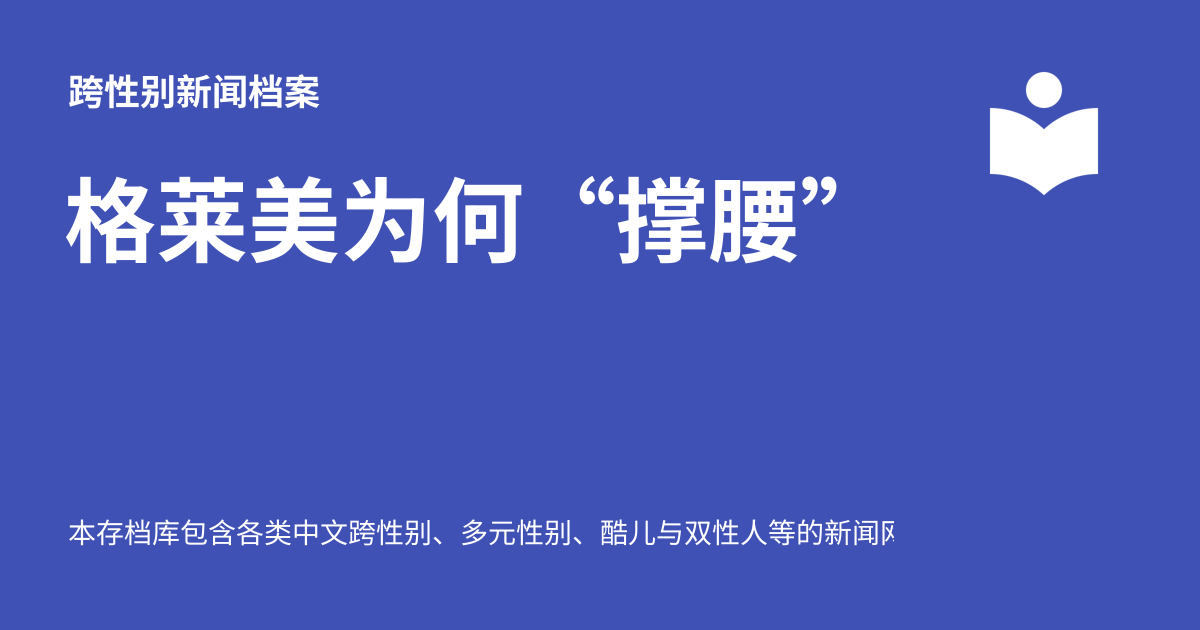 跨性别新闻档案
格莱美为何“撑腰”
本存档库包含各类中文跨性别、多元性别、酷儿与双性人等的新闻